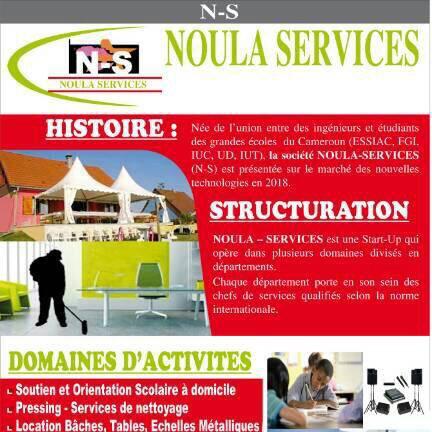 N-S
N-S
NOULA SERVICES
NOULA SERVICES
HISTOIRE :
Née de l'union entre des ingénieurs et étudiants
des grandes écoles du Cameroun (ESSIAC, FGI,
IUC, UD, IUT), la société NOULA-SERVICES
(N-S) est présentée sur le marché des nouvelles
technologies en 2018.
STRUCTURATION
NOULA – SERVICES est une Start-Up qui
opère dans plusieurs domaines divisés en
départements.
Chaque département porte en son sein des
chefs de services qualifiés selon la norme
internationale.
DOMAINES D'ACTIVITES
Soutien et Orientation Scolaire à domicile
Pressing - Services de nettoyage
Location Bâches, Tables, Echelles Métalliques